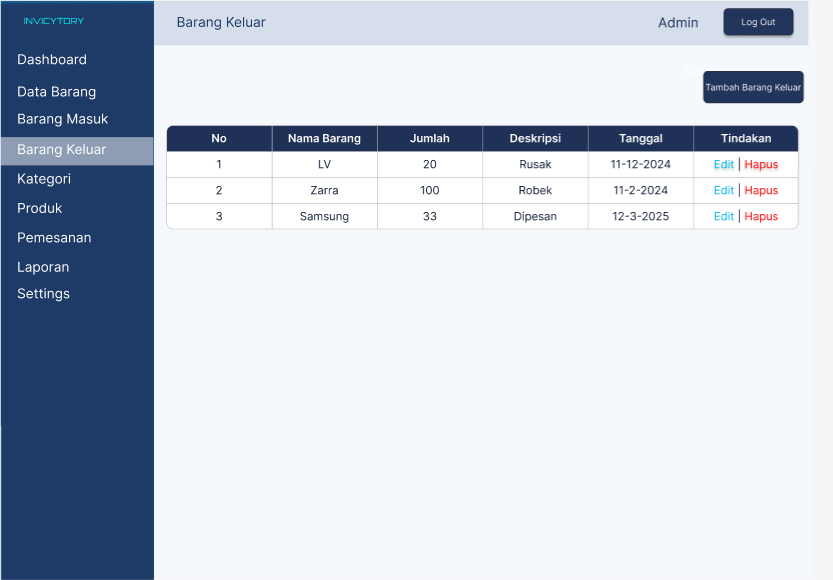 INVICYTORY
Barang Keluar
Admin
Log Out
Dashboard
Data Barang
Barang Masuk
Barang Keluar
Kategori
Produk
Pemesanan
Laporan
Settings
Tambah Barang Keluar
No Nama Barang Jumlah Deskripsi Tanggal Tindakan
1 LV 20 Rusak 11-12-2024 Edit | Hapus
2 Zarra 100 Robek 11-2-2024 Edit | Hapus
3 Samsung 33 Dipesan 12-3-2025 Edit | Hapus